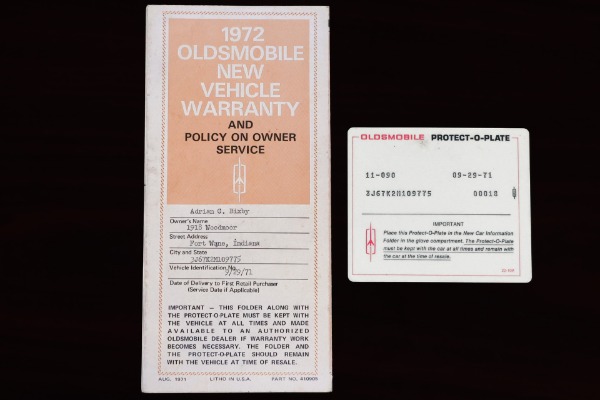 1972
OLDSMOBILE
NEW
VEHICLE
WARRANTY
AND
POLICY ON OWNER
SERVICE
Adrian G. Bixby
Owner's Name
1915 Woodmoor
Street Address
Fort Wyne, Indiana
City and State
3J67K2M109775
Vehicle Identification No.
9/29/71
Date of Delivery to First Retail Purchaser
(Service Date if Applicable)
IMPORTANT — THIS FOLDER ALONG WITH
THE PROTECT-O-PLATE MUST BE KEPT WITH
THE VEHICLE AT ALL TIMES AND MADE
AVAILABLE TO AN AUTHORIZED
OLDSMOBILE DEALER IF WARRANTY WORK
BECOMES NECESSARY. THE FOLDER AND
THE PROTECT-O-PLATE SHOULD REMAIN
WITH THE VEHICLE AT TIME OF RESALE.
AUG. 1971 LITHO IN U.S.A. PART NO.
OLDSMOBILE PROTECT-O-PLATE
11-090 09-29-71
3J67K2M109775 00018
IMPORTANT
Place this Protect-O-Plate in the New Car Information
Folder in the glove compartment. The Protect-O-Plate
must be kept with the car at all times and remain with
the car at the time of resale.